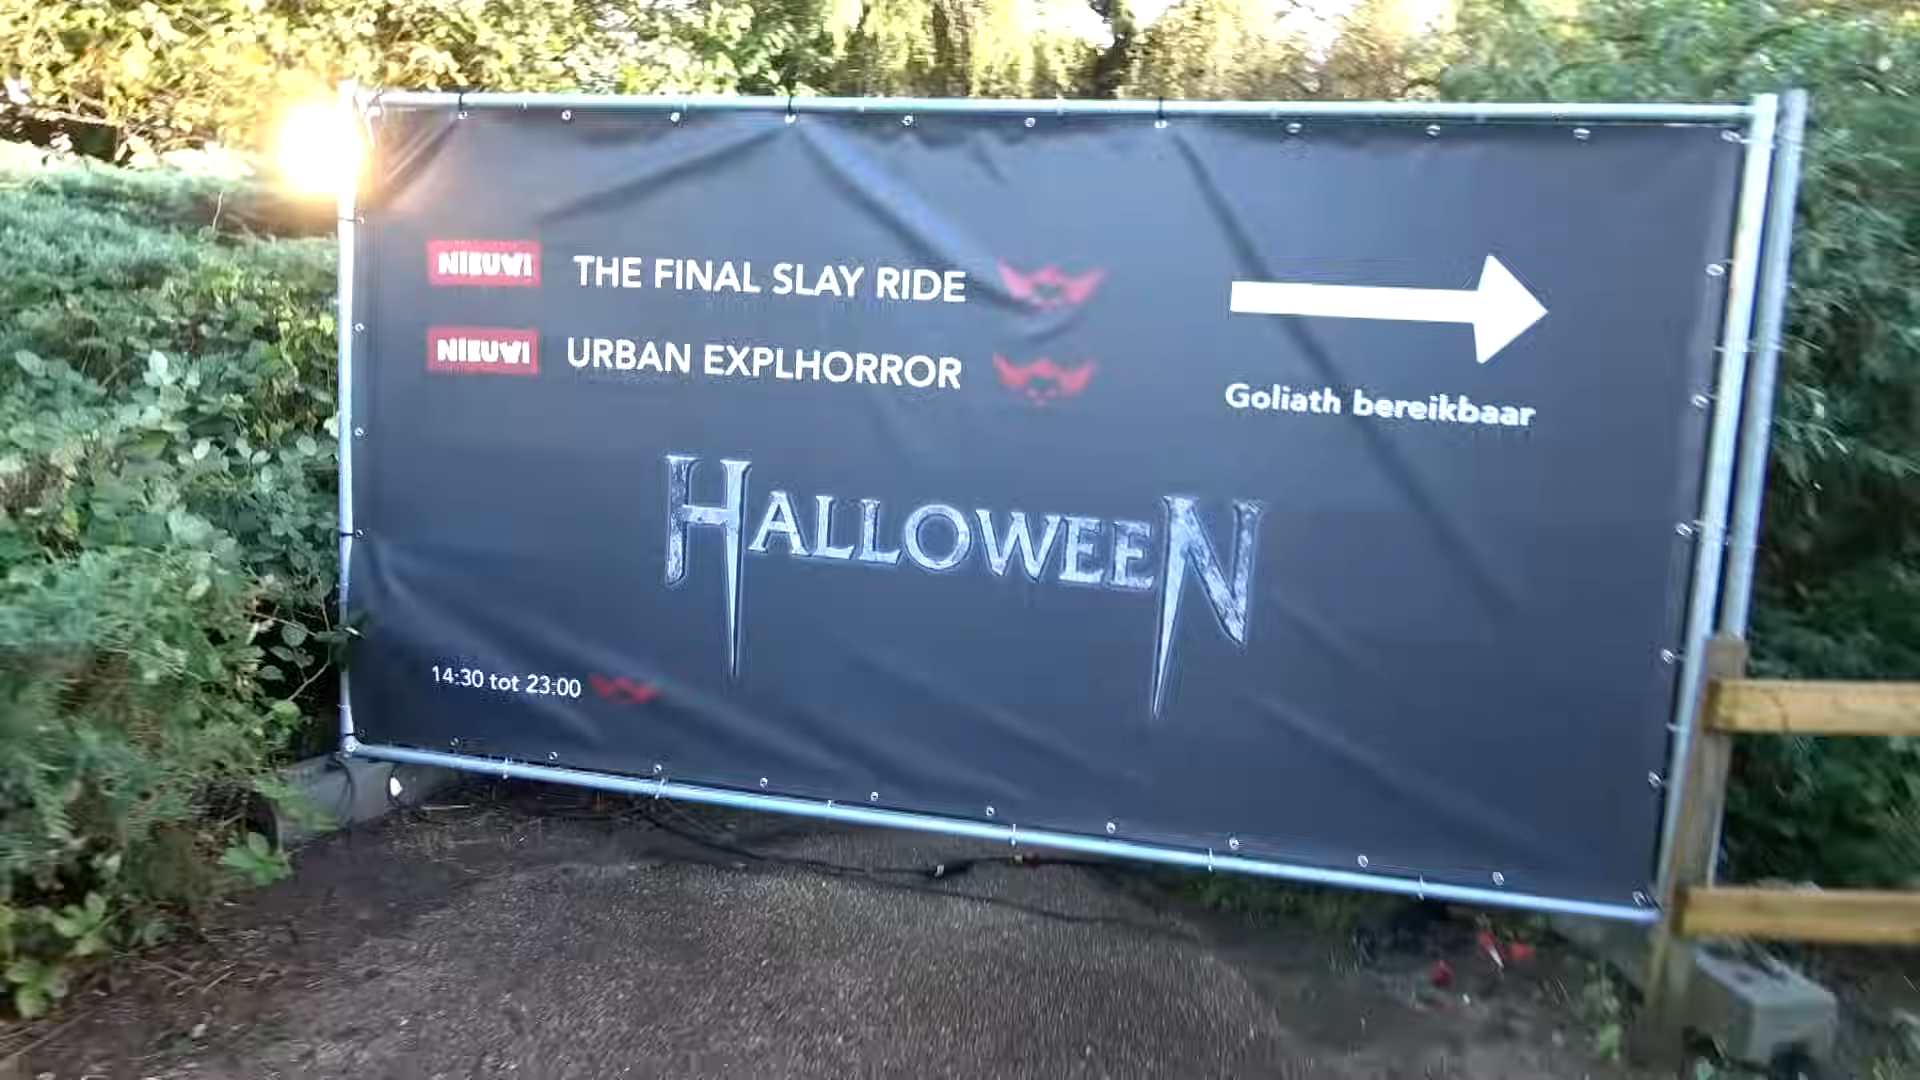 NIEUW! THE FINAL SLAY RIDE
NIEUW! URBAN EXPLHORROR
Goliath bereikbaar
HALLOWEEN
14:30 tot 23:00